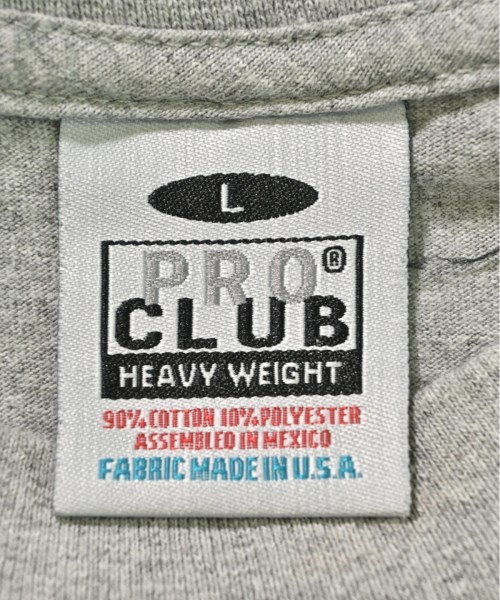 L
PRO®
CLUB
HEAVY WEIGHT
90% COTTON 10% POLYESTER
ASSEMBLED IN MEXICO
FABRIC MADE IN U.S.A.